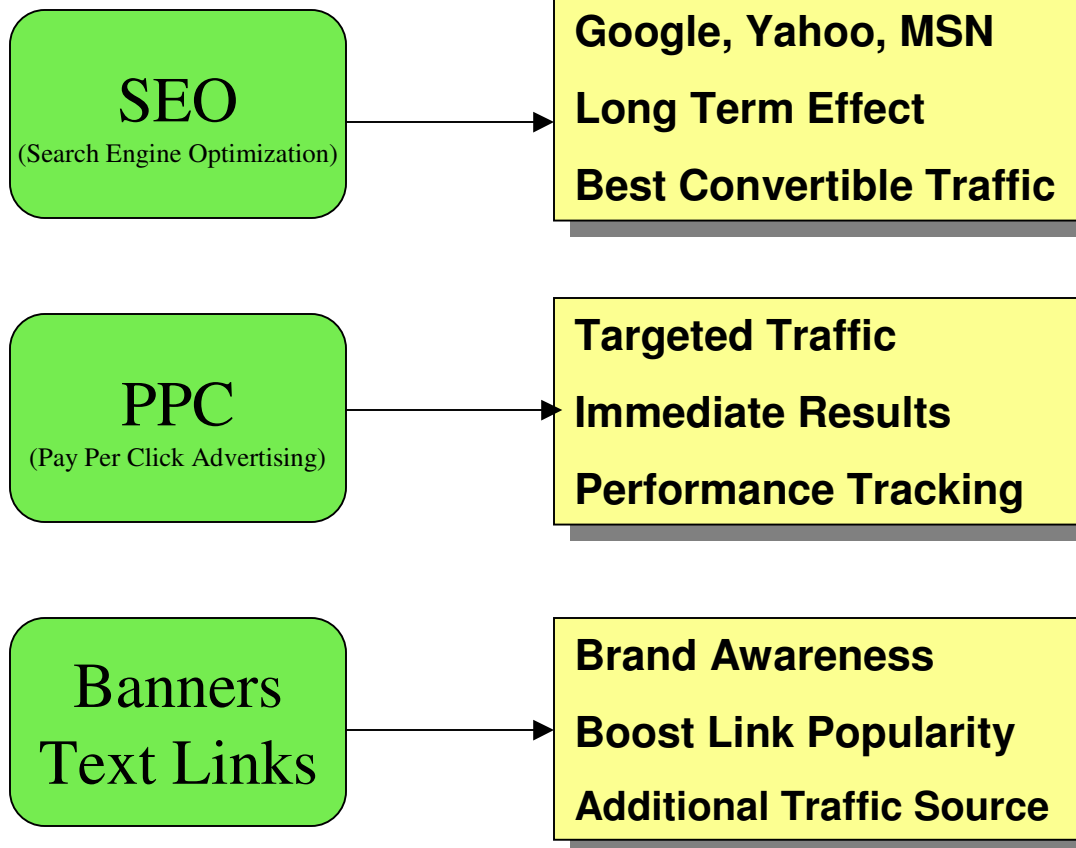 SEO
(Search Engine Optimization)
Google, Yahoo, MSN
Long Term Effect
Best Convertible Traffic
PPC
(Pay Per Click Advertising)
Targeted Traffic
Immediate Results
Performance Tracking
Banners
Text Links
Brand Awareness
Boost Link Popularity
Additional Traffic Source